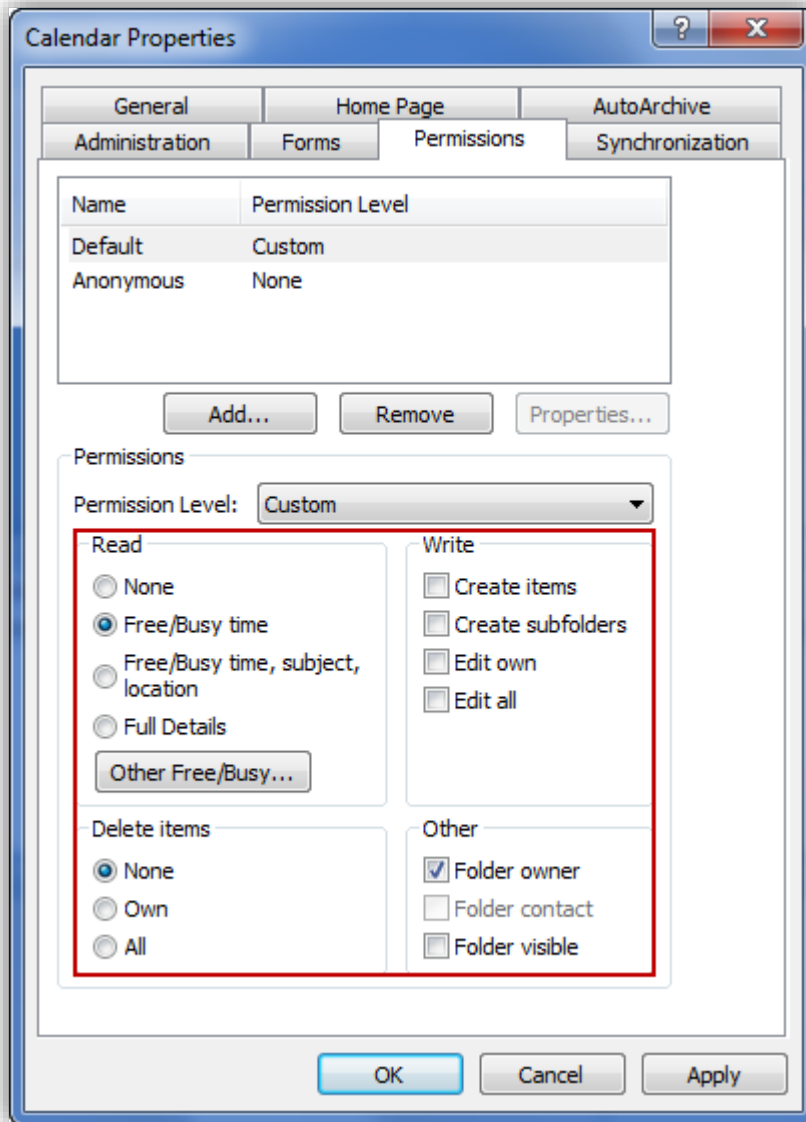 Calendar Properties
?
General Home Page AutoArchive
Administration Forms Permissions Synchronization
Name Permission Level
Default Custom
Anonymous None
Add... Remove Properties...
Permissions
Permission Level: Custom
Read
None
Free/Busy time
Free/Busy time, subject,
location
Full Details
Other Free/Busy...
Write
Create items
Create subfolders
Edit own
Edit all
Delete items
None
Own
All
Other
Folder owner
Folder contact
Folder visible
OK Cancel Apply